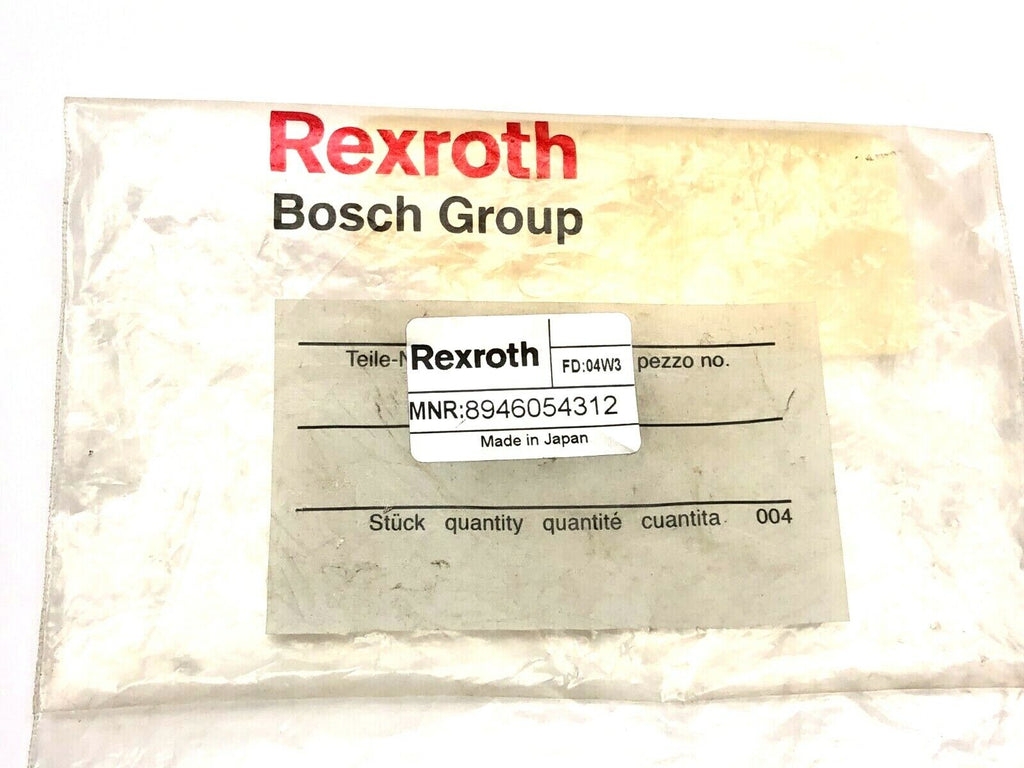 Rexroth
Bosch Group
Rexroth FD:04W3
Teile- pezzo no.
MNR:8946054312
Made in Japan
Stück quantity quantité cuantita 004